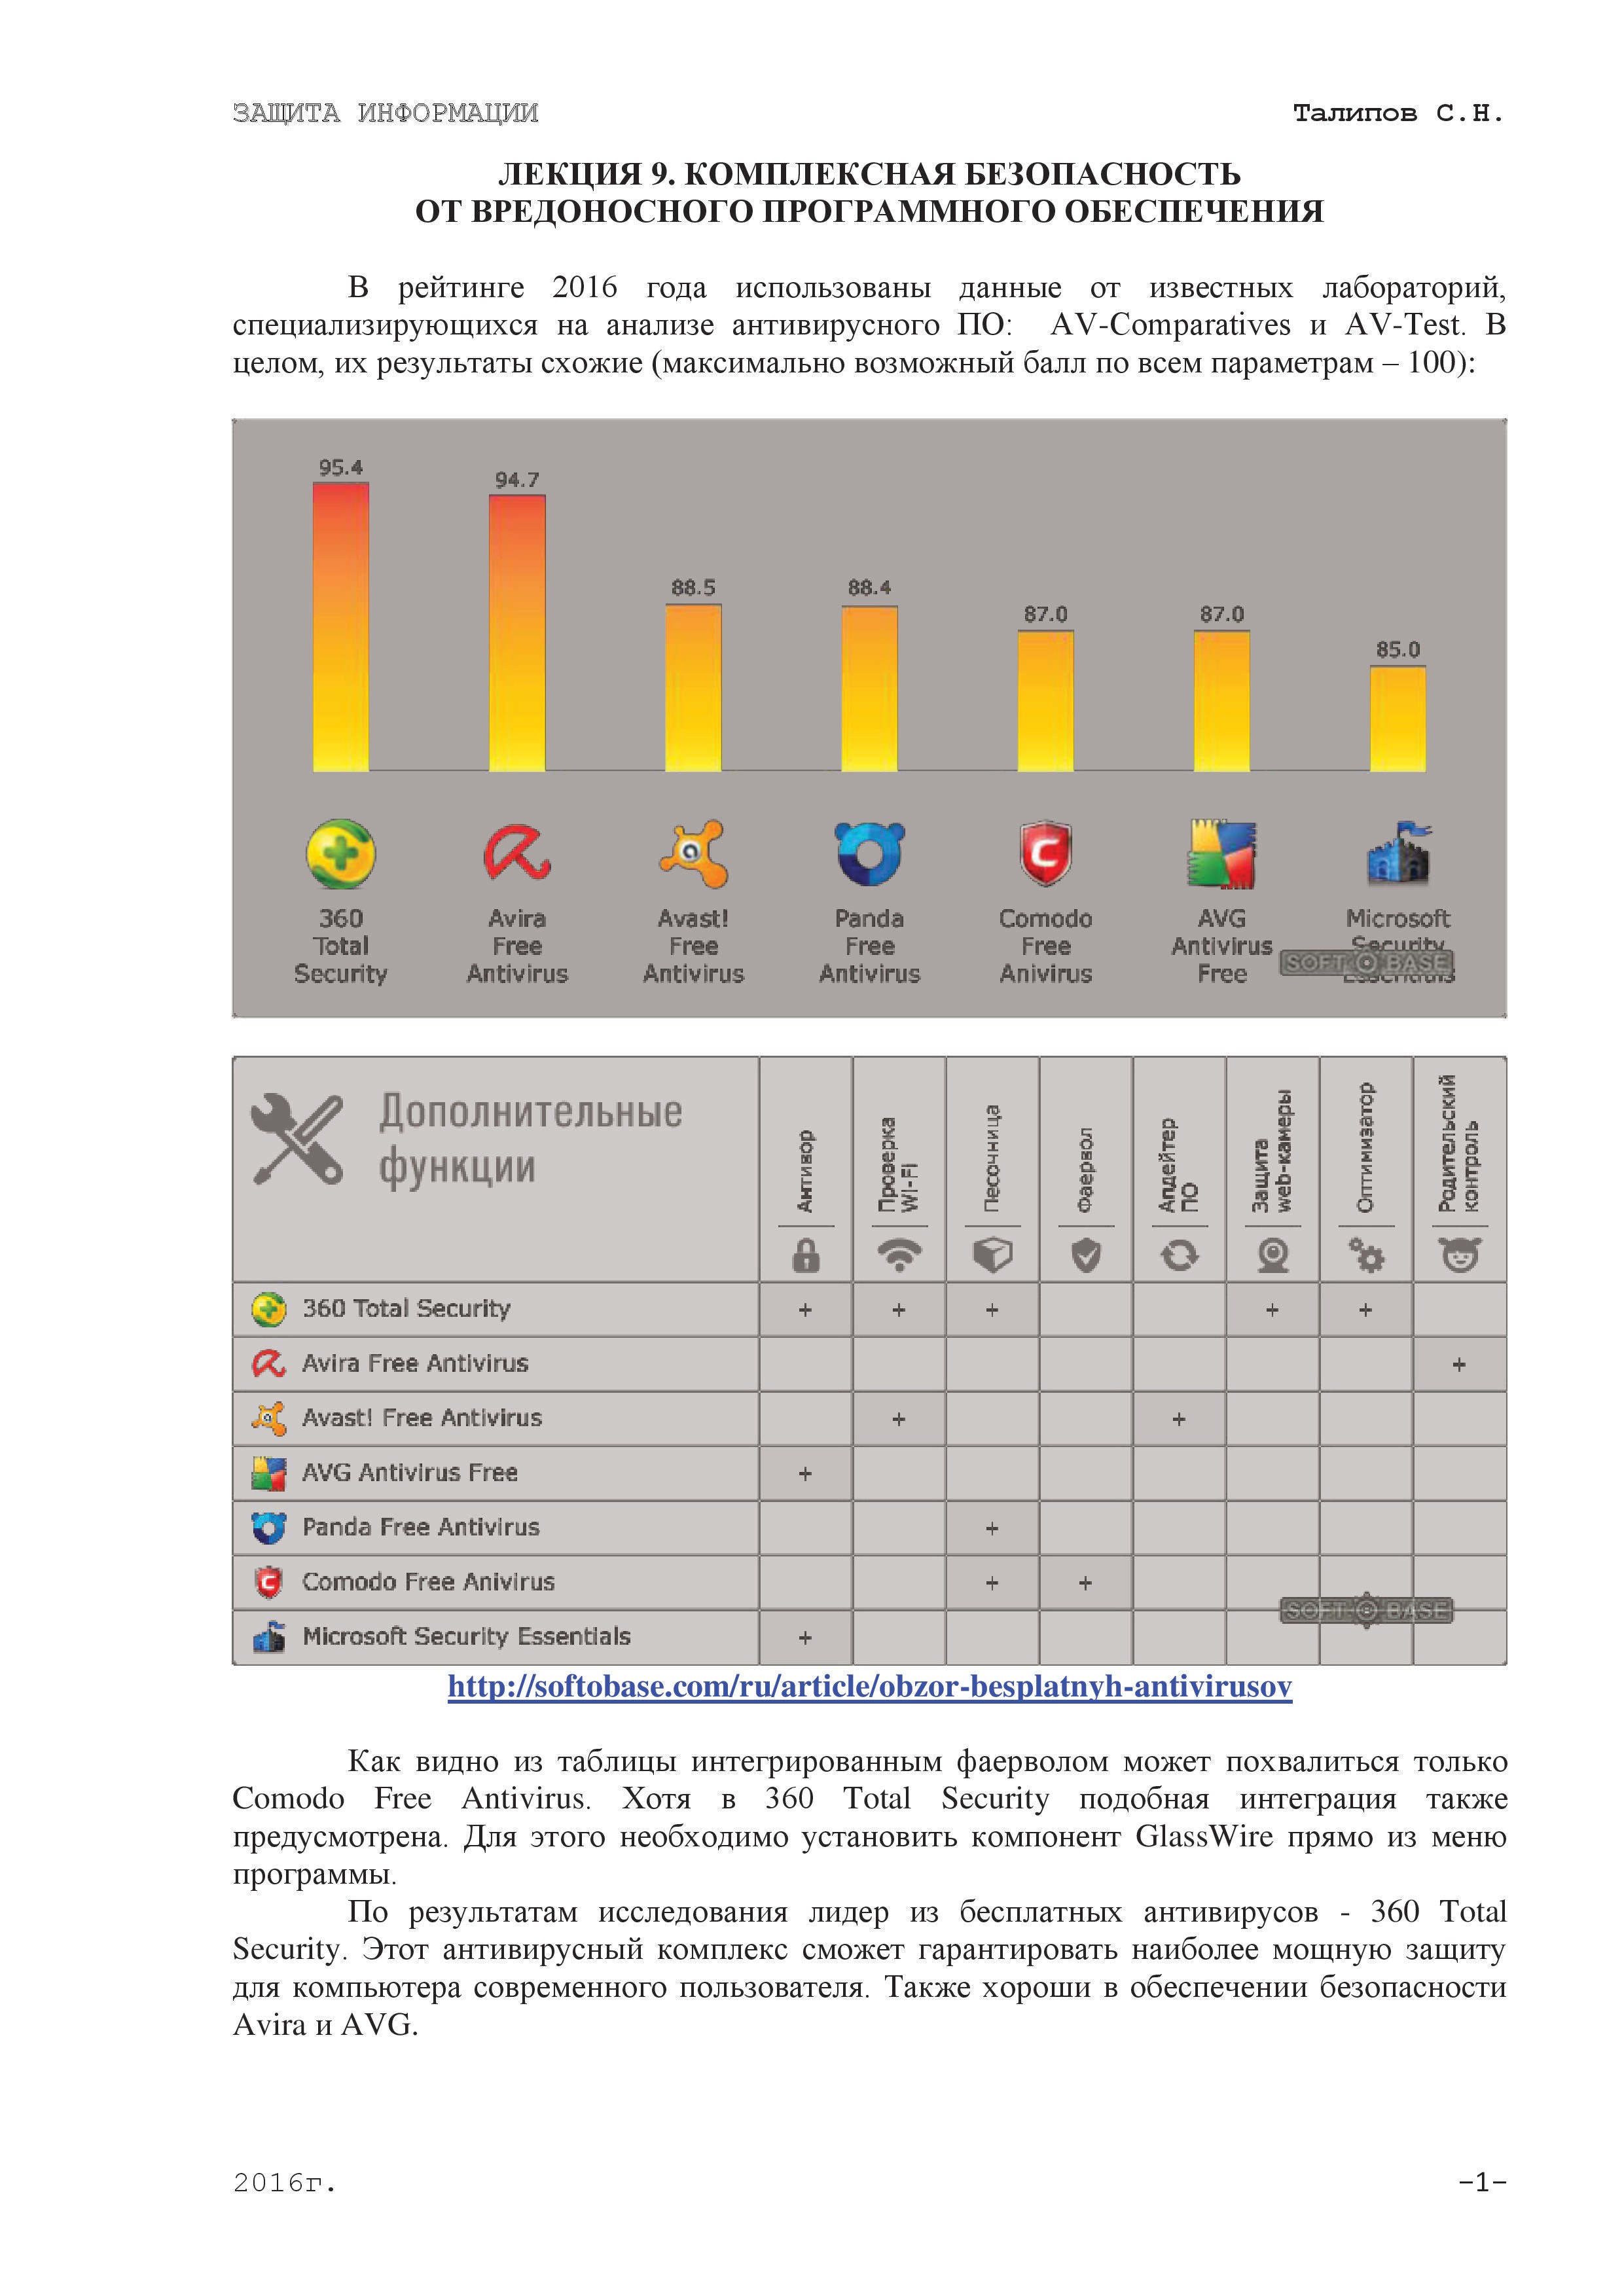 ЗАЩИТА ИНФОРМАЦИИ Талипов С.Н.
ЛЕКЦИЯ 9. КОМПЛЕКСНАЯ БЕЗОПАСНОСТЬ
ОТ ВРЕДОНОСНОГО ПРОГРАММНОГО ОБЕСПЕЧЕНИЯ
В рейтинге 2016 года использованы данные от известных лабораторий,
специализирующихся на анализе антивирусного ПО: AV-Comparatives и AV-Test. В
целом, их результаты схожие (максимально возможный балл по всем параметрам – 100):
95.4 94.7 88.5 88.4 87.0 87.0 85.0
360 Avira Avast! Panda Comodo AVG Microsoft
Total Free Free Free Free Antivirus Security
Security Antivirus Antivirus Antivirus Anivirus Free Essentials
SOFT BASE
Дополнительные
функции
Антивор
Проверка
WI-FI
Песочница
Фаервол
Апдейтер
ПО
Защита
web-камеры
Оптимизатор
Родительский
контроль
360 Total Security + + + + +
Avira Free Antivirus +
Avast! Free Antivirus + +
AVG Antivirus Free +
Panda Free Antivirus +
Comodo Free Anivirus + +
SOFT BASE
Microsoft Security Essentials +
http://softobase.com/ru/article/obzor-besplatnyh-antivirusov
Как видно из таблицы интегрированным фаерволом может похвалиться только
Comodo Free Antivirus. Хотя в 360 Total Security подобная интеграция также
предусмотрена. Для этого необходимо установить компонент GlassWire прямо из меню
программы.
По результатам исследования лидер из бесплатных антивирусов - 360 Total
Security. Этот антивирусный комплекс сможет гарантировать наиболее мощную защиту
для компьютера современного пользователя. Также хороши в обеспечении безопасности
Avira и AVG.
2016г. -1-